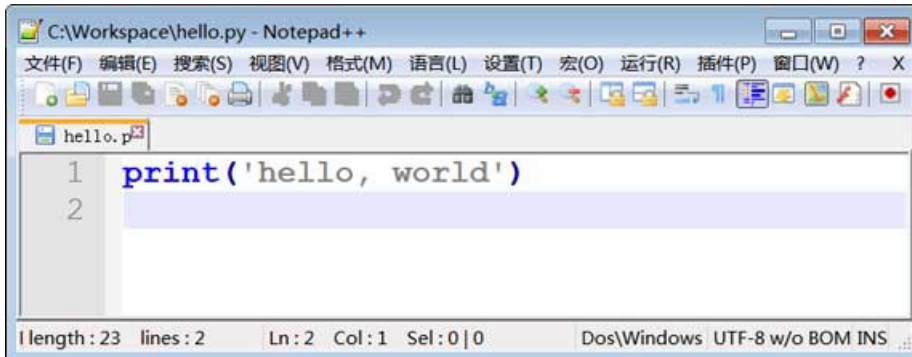 C:\Workspace\hello.py - Notepad++
文件(F) 编辑(E) 搜索(S) 视图(V) 格式(M) 语言(L) 设置(T) 宏(O) 运行(R) 插件(P) 窗口(W) ? X
hello.p
1 print('hello, world')
2
length : 23 lines : 2 Ln : 2 Col : 1 Sel : 0 | 0 Dos\Windows UTF-8 w/o BOM INS